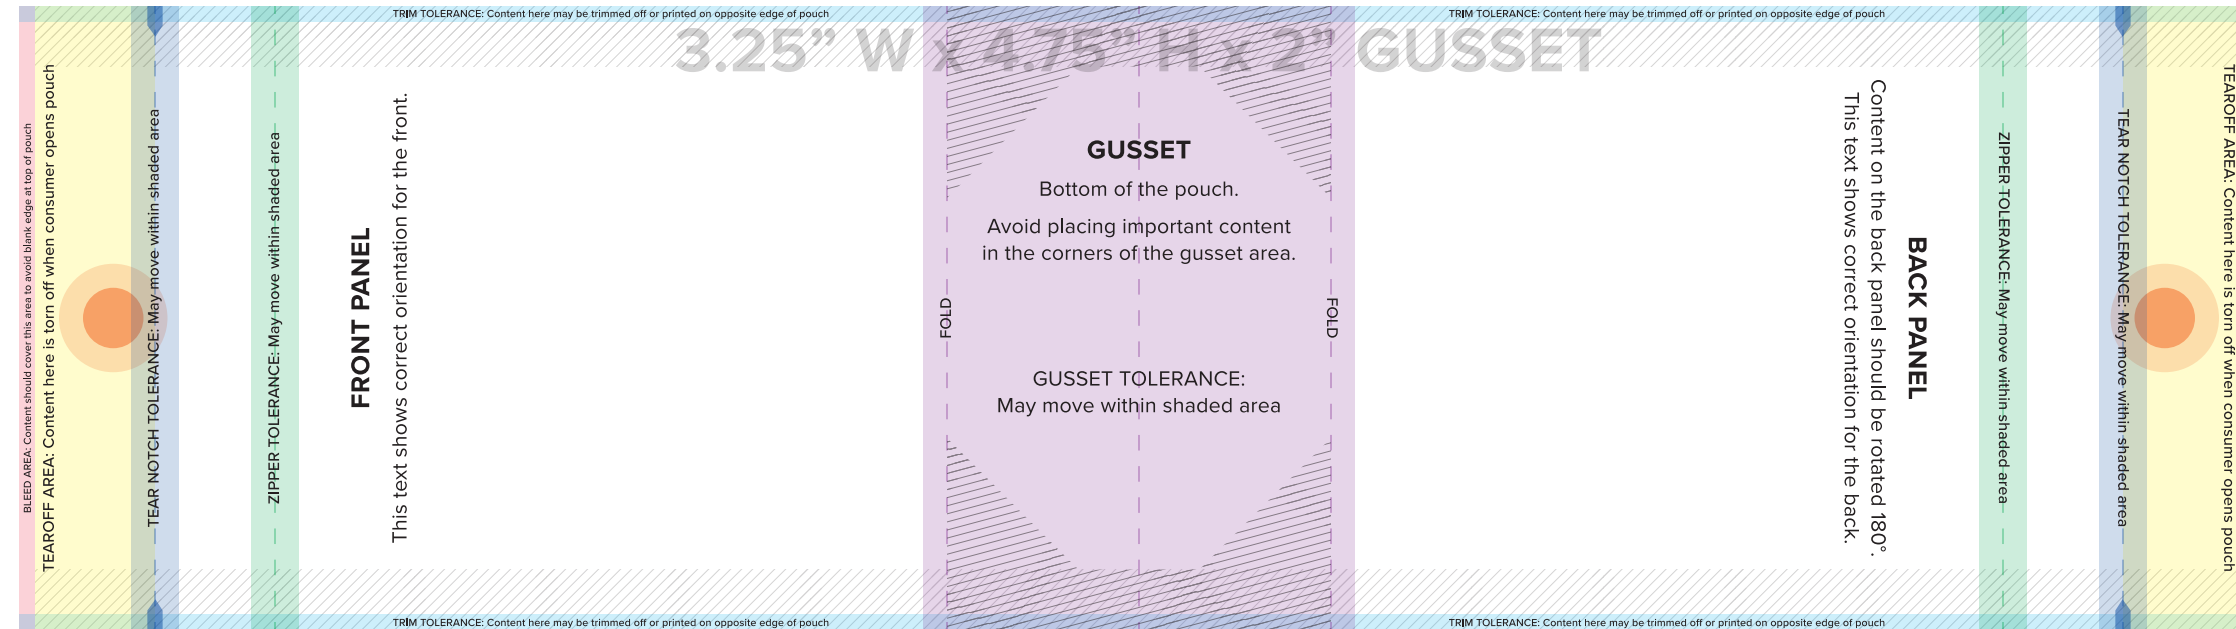 TRIM TOLERANCE: Content here may be trimmed off or printed on opposite edge of pouch
TRIM TOLERANCE: Content here may be trimmed off or printed on opposite edge of pouch
3.25” W x 4.75” H x 2” GUSSET
BLEED AREA: Content should cover this area to avoid blank edge at top of pouch
TEAROFF AREA: Content here is torn off when consumer opens pouch
TEAR NOTCH TOLERANCE: May move within shaded area
ZIPPER TOLERANCE: May move within shaded area
FRONT PANEL
This text shows correct orientation for the front.
FOLD
GUSSET
Bottom of the pouch.
Avoid placing important content
in the corners of the gusset area.
GUSSET TOLERANCE:
May move within shaded area
FOLD
BACK PANEL
Content on the back panel should be rotated 180°.
This text shows correct orientation for the back.
ZIPPER TOLERANCE: May move within shaded area
TEAR NOTCH TOLERANCE: May move within shaded area
TEAROFF AREA: Content here is torn off when consumer opens pouch
TRIM TOLERANCE: Content here may be trimmed off or printed on opposite edge of pouch
TRIM TOLERANCE: Content here may be trimmed off or printed on opposite edge of pouch